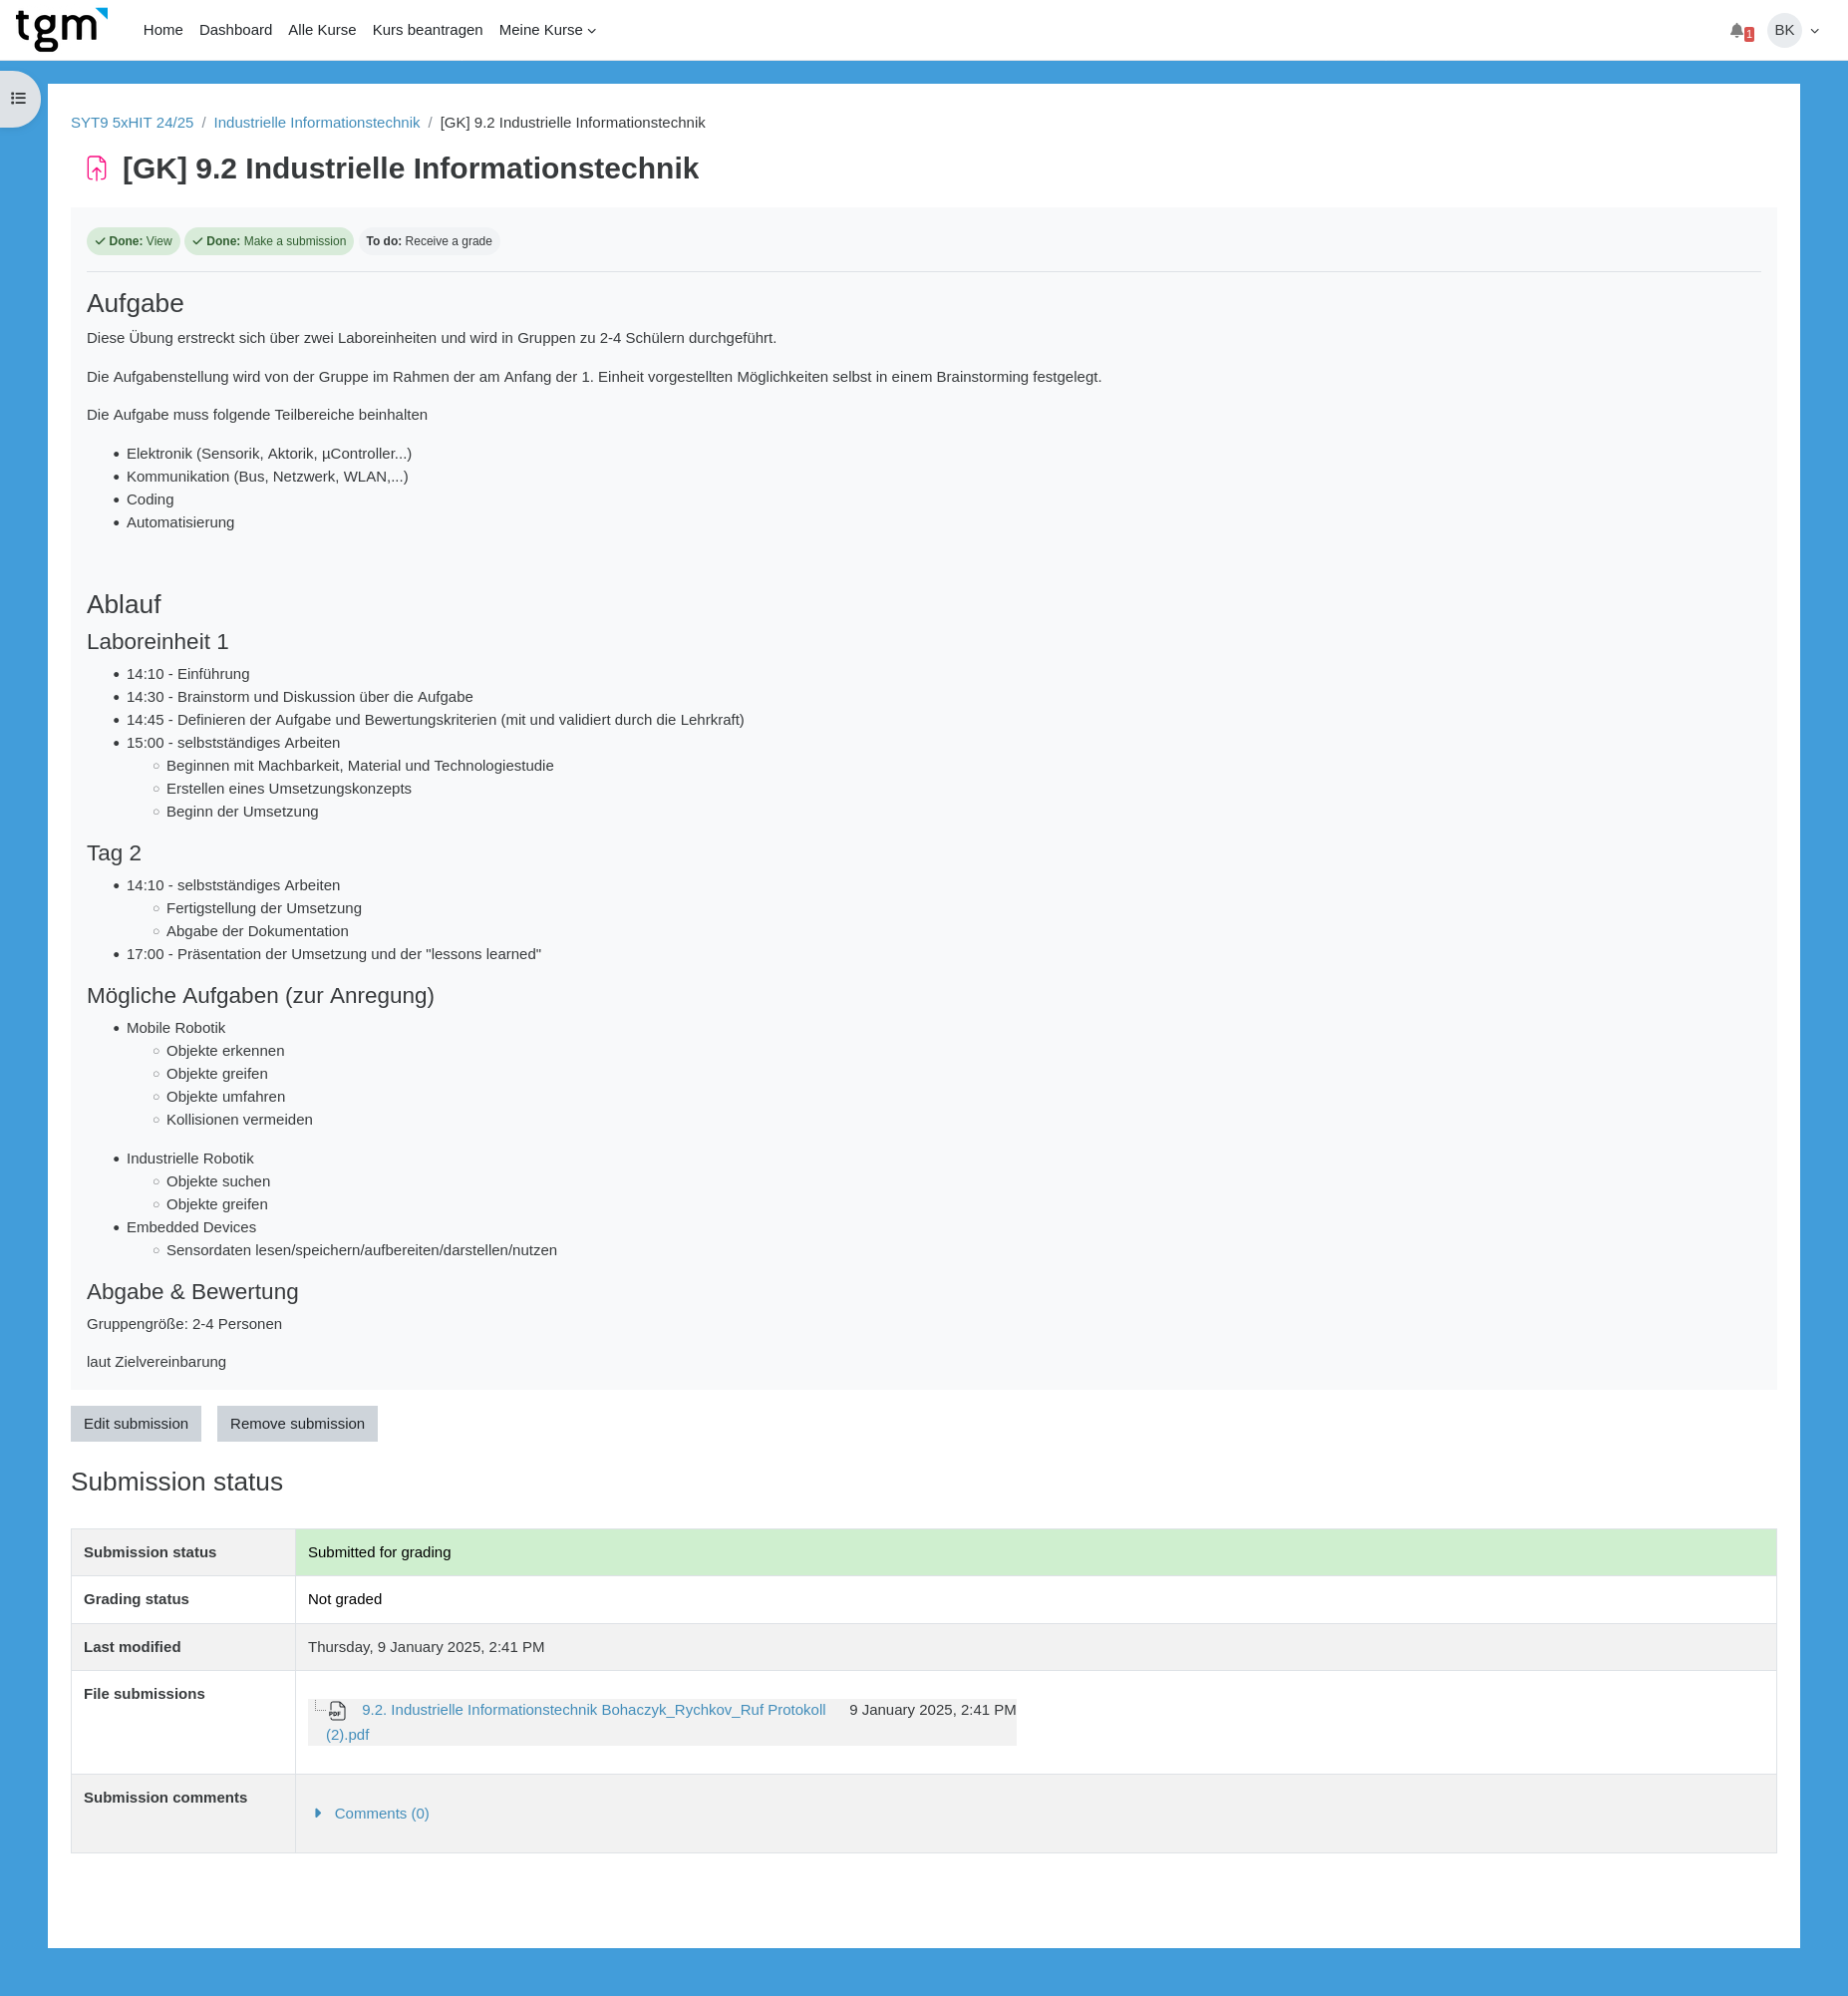 tgm
Home Dashboard Alle Kurse Kurs beantragen Meine Kurse
1
BK
SYT9 5xHIT 24/25 / Industrielle Informationstechnik / [GK] 9.2 Industrielle Informationstechnik
[GK] 9.2 Industrielle Informationstechnik
Done: View Done: Make a submission To do: Receive a grade
Aufgabe
Diese Übung erstreckt sich über zwei Laboreinheiten und wird in Gruppen zu 2-4 Schülern durchgeführt.
Die Aufgabenstellung wird von der Gruppe im Rahmen der am Anfang der 1. Einheit vorgestellten Möglichkeiten selbst in einem Brainstorming festgelegt.
Die Aufgabe muss folgende Teilbereiche beinhalten
Elektronik (Sensorik, Aktorik, µController...)
Kommunikation (Bus, Netzwerk, WLAN,...)
Coding
Automatisierung
Ablauf
Laboreinheit 1
14:10 - Einführung
14:30 - Brainstorm und Diskussion über die Aufgabe
14:45 - Definieren der Aufgabe und Bewertungskriterien (mit und validiert durch die Lehrkraft)
15:00 - selbstständiges Arbeiten
Beginnen mit Machbarkeit, Material und Technologiestudie
Erstellen eines Umsetzungskonzepts
Beginn der Umsetzung
Tag 2
14:10 - selbstständiges Arbeiten
Fertigstellung der Umsetzung
Abgabe der Dokumentation
17:00 - Präsentation der Umsetzung und der "lessons learned"
Mögliche Aufgaben (zur Anregung)
Mobile Robotik
Objekte erkennen
Objekte greifen
Objekte umfahren
Kollisionen vermeiden
Industrielle Robotik
Objekte suchen
Objekte greifen
Embedded Devices
Sensordaten lesen/speichern/aufbereiten/darstellen/nutzen
Abgabe & Bewertung
Gruppengröße: 2-4 Personen
laut Zielvereinbarung
Edit submission Remove submission
Submission status
Submission status Submitted for grading
Grading status Not graded
Last modified Thursday, 9 January 2025, 2:41 PM
File submissions
PDF 9.2. Industrielle Informationstechnik Bohaczyk_Rychkov_Ruf Protokoll 9 January 2025, 2:41 PM
(2).pdf
Submission comments
Comments (0)